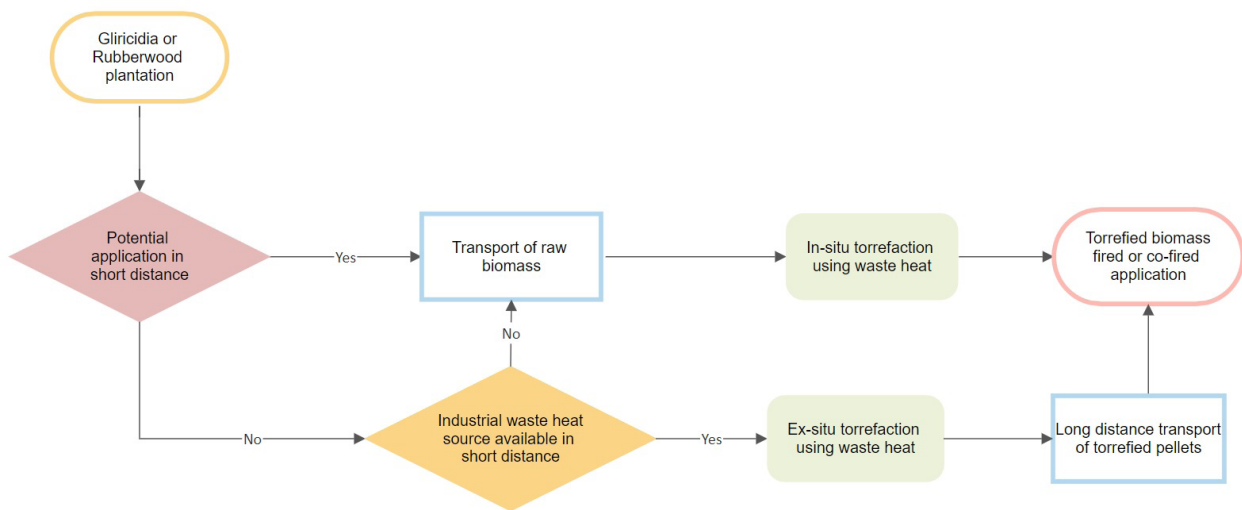 Gliricidia or
Rubberwood
plantation
Potential
application in
short distance
Yes
Transport of raw
biomass
In-situ torrefaction
using waste heat
Torrefied biomass
fired or co-fired
application
No
No
Industrial waste heat
source available in
short distance
Yes
Ex-situ torrefaction
using waste heat
Long distance transport
of torrefied pellets